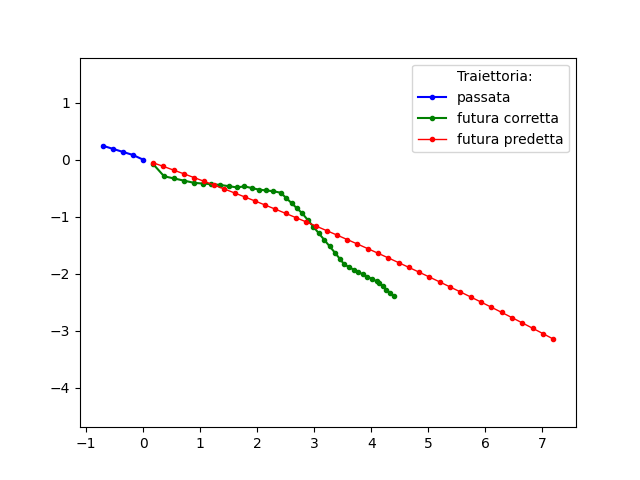 Traiettoria:
passata
futura corretta
futura predetta
1
0
−1
−2
−3
−4
−1 0 1 2 3 4 5 6 7